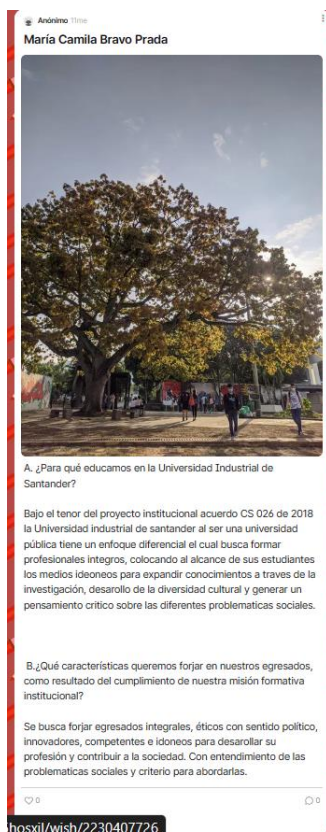 Anónimo 11me
María Camila Bravo Prada
A. ¿Para qué educamos en la Universidad Industrial de
Santander?
Bajo el tenor del proyecto institucional acuerdo CS 026 de 2018
la Universidad industrial de santander al ser una universidad
pública tiene un enfoque diferencial el cual busca formar
profesionales integros, colocando al alcance de sus estudiantes
los medios ideoneos para expandir conocimientos a traves de la
investigación, desarollo de la diversidad cultural y generar un
pensamiento critico sobre las diferentes problematicas sociales.
B.¿Qué características queremos forjar en nuestros egresados,
como resultado del cumplimiento de nuestra misión formativa
institucional?
Se busca forjar egresados integrales, éticos con sentido político,
innovadores, competentes e idoneos para desarollar su
profesión y contribuir a la sociedad. Con entendimiento de las
problematicas sociales y criterio para abordarlas.
0
0
hosxil/wish/2230407726